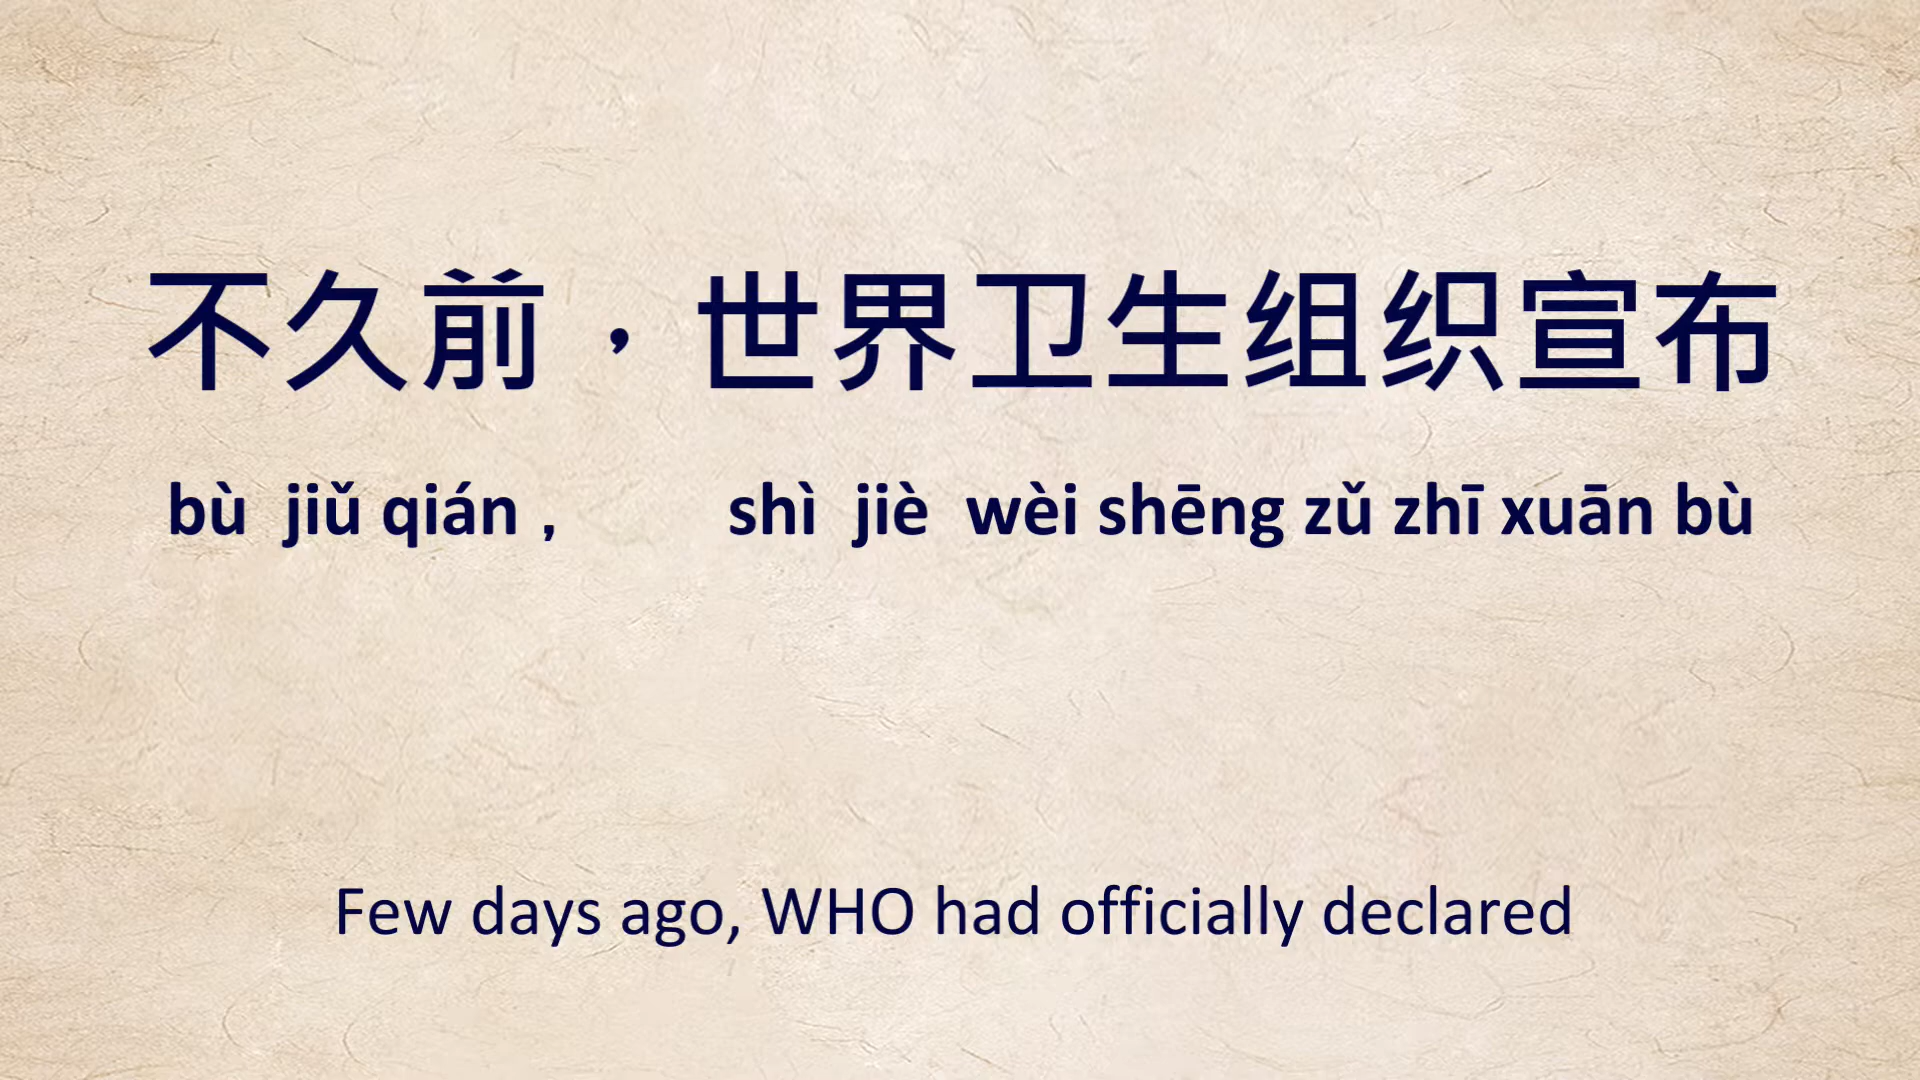 不久前，世界卫生组织宣布
bù jiǔ qián , shì jiè wèi shēng zǔ zhī xuān bù
Few days ago, WHO had officially declared